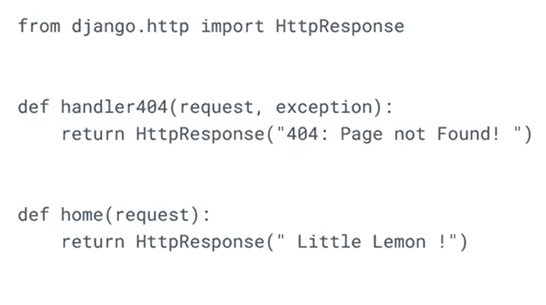 from django.http import HttpResponse
def handler404(request, exception):
    return HttpResponse("404: Page not Found! ")
def home(request):
    return HttpResponse(" Little Lemon !")